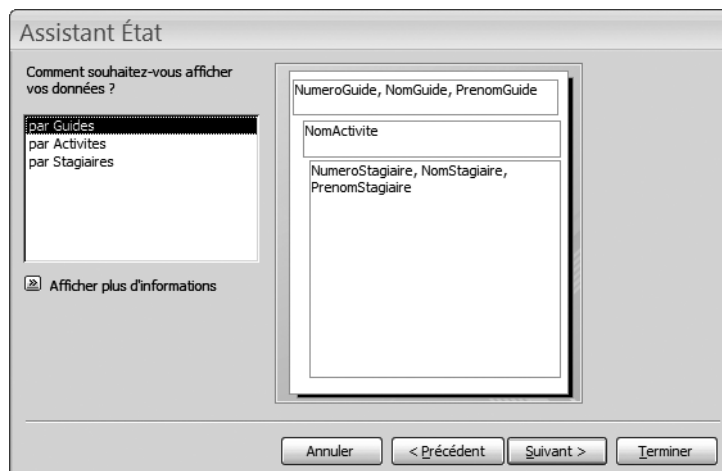 Assistant État
Comment souhaitez-vous afficher
vos données ?
par Guides
par Activites
par Stagiaires
Afficher plus d'informations
NumeroGuide, NomGuide, PrenomGuide
NomActivite
NumeroStagiaire, NomStagiaire,
PrenomStagiaire
Annuler
< Précédent
Suivant >
Terminer